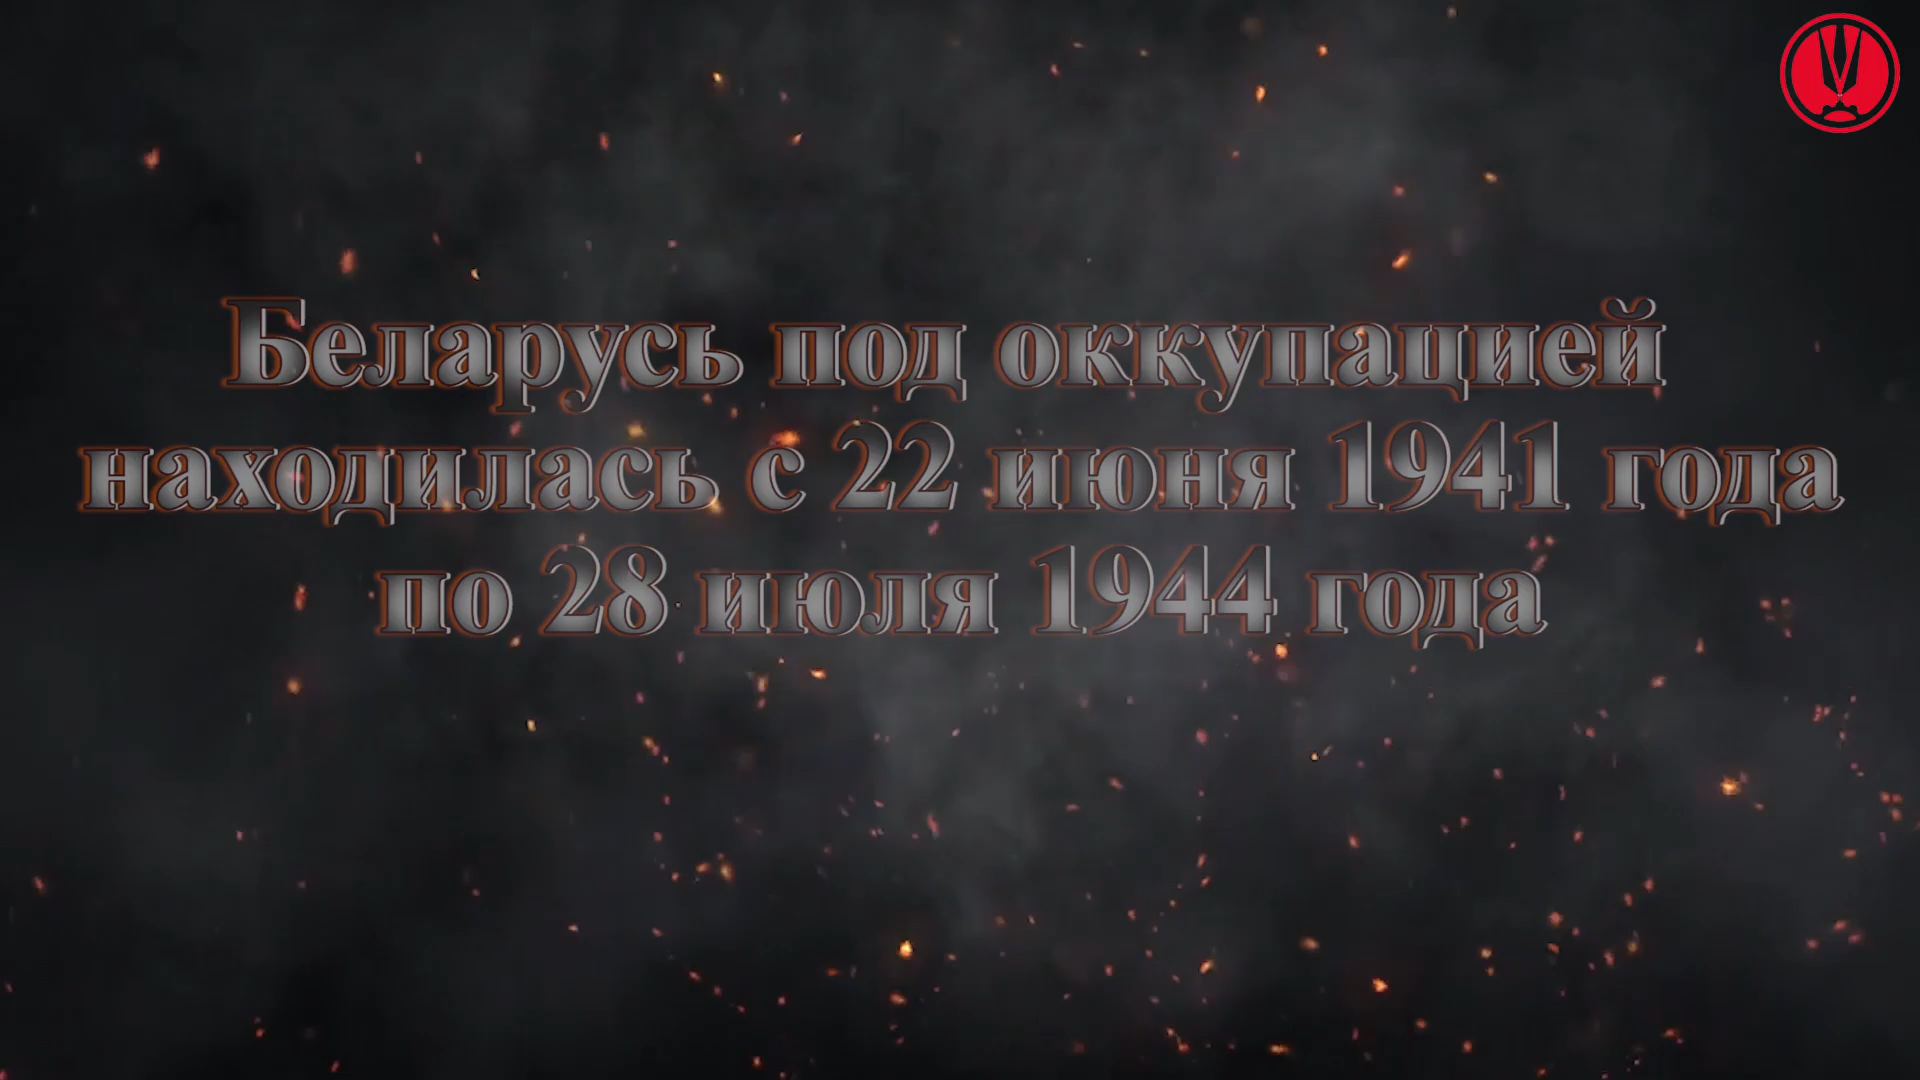 Беларусь под оккупацией
находилась с 22 июня 1941 года
по 28 июля 1944 года